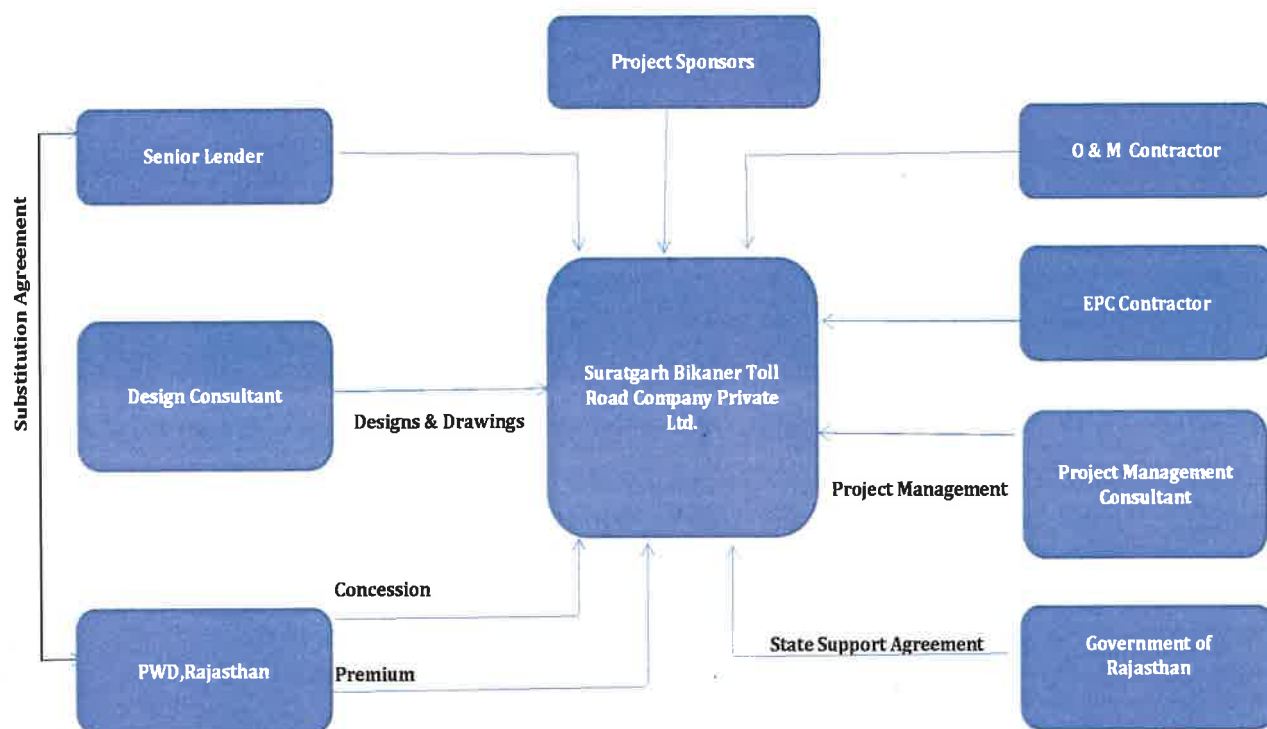 Project Sponsors
Senior Lender
O & M Contractor
Substitution Agreement
EPC Contractor
Design Consultant
Designs & Drawings
Suratgarh Bikaner Toll
Road Company Private
Ltd.
Project Management
Project Management
Consultant
Concession
PWD,Rajasthan
Premium
State Support Agreement
Government of
Rajasthan